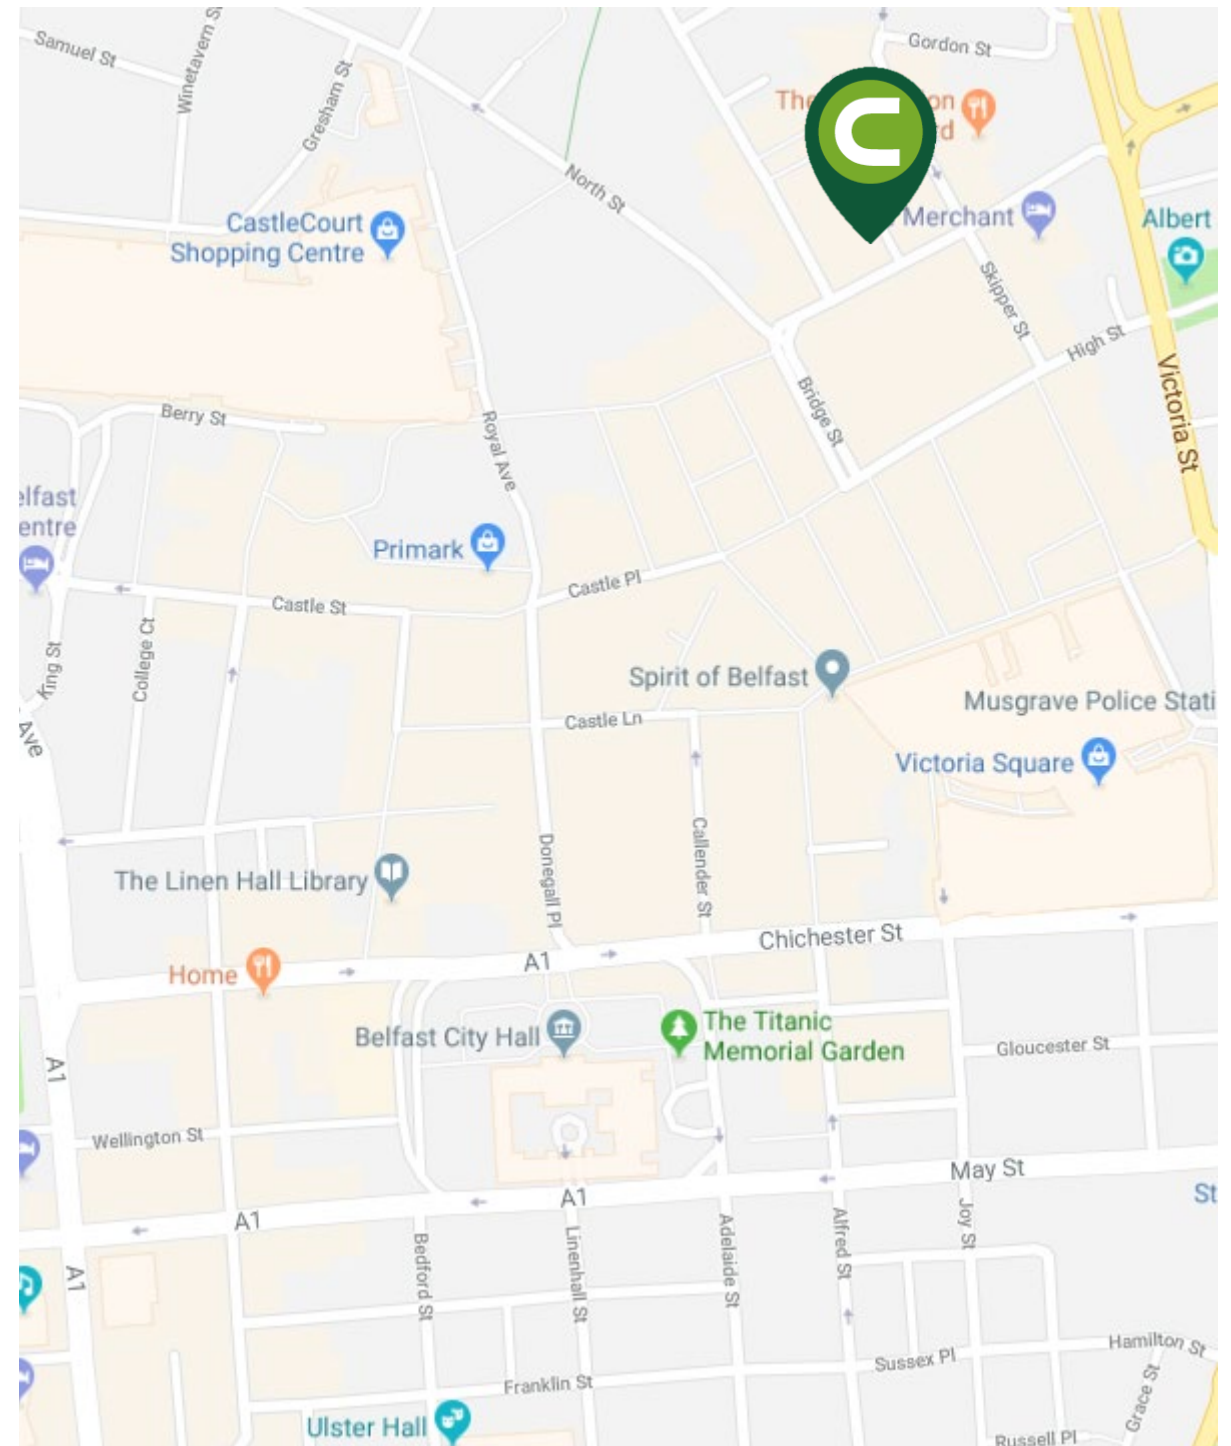 Samuel St
Winetavern S
Gresham St
Gordon St
The
on
rd
C
North St
CastleCourt
Shopping Centre
Merchant
Albert
Skipper St
High St
Victoria St
Berry St
Royal Ave
Bridge St
elfast
entre
Primark
Castle St
Castle Pl
King St
College Ct
Spirit of Belfast
Musgrave Police Stati
Ave
Castle Ln
Victoria Square
Donegall Pl
Callender St
The Linen Hall Library
Chichester St
A1
Home
Belfast City Hall
The Titanic
Memorial Garden
Gloucester St
A1
Wellington St
May St
St
A1
A1
A1
Bedford St
Linenhall St
Adelaide St
Alfred St
Joy St
Hamilton St
Sussex Pl
Franklin St
Grace St
Ulster Hall
Russell Pl